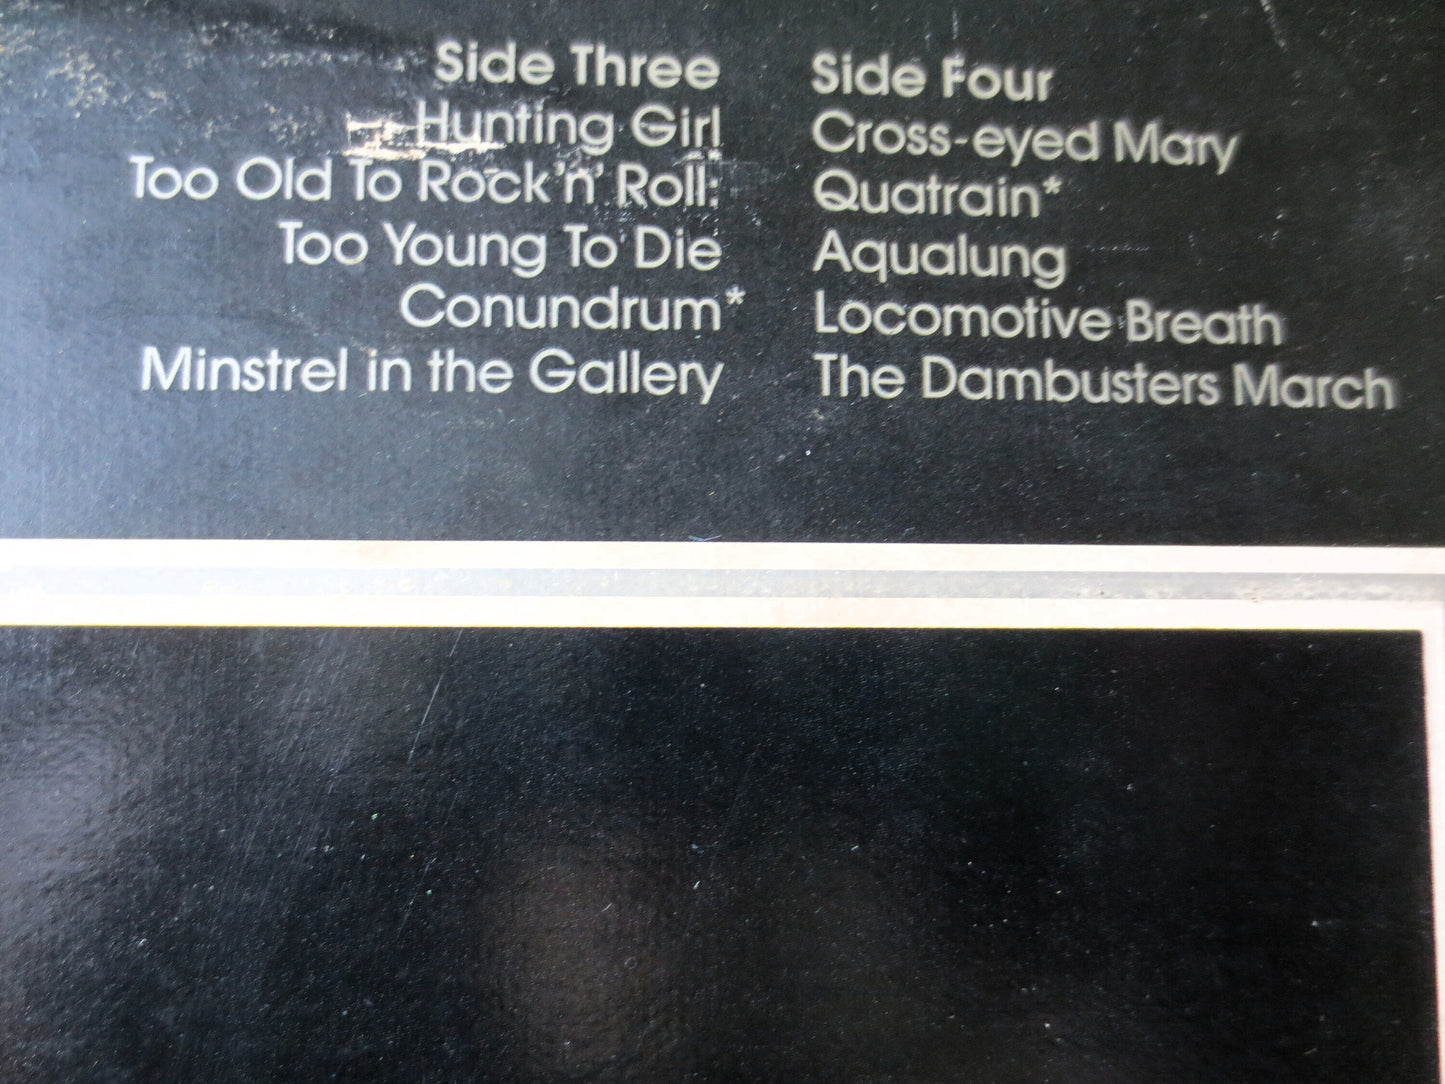 Side Three
Hunting Girl
Too Old To Rock 'n' Roll:
Too Young To Die
Conundrum*
Minstrel in the Gallery
Side Four
Cross-eyed Mary
Quatrain*
Aqualung
Locomotive Breath
The Dambusters March